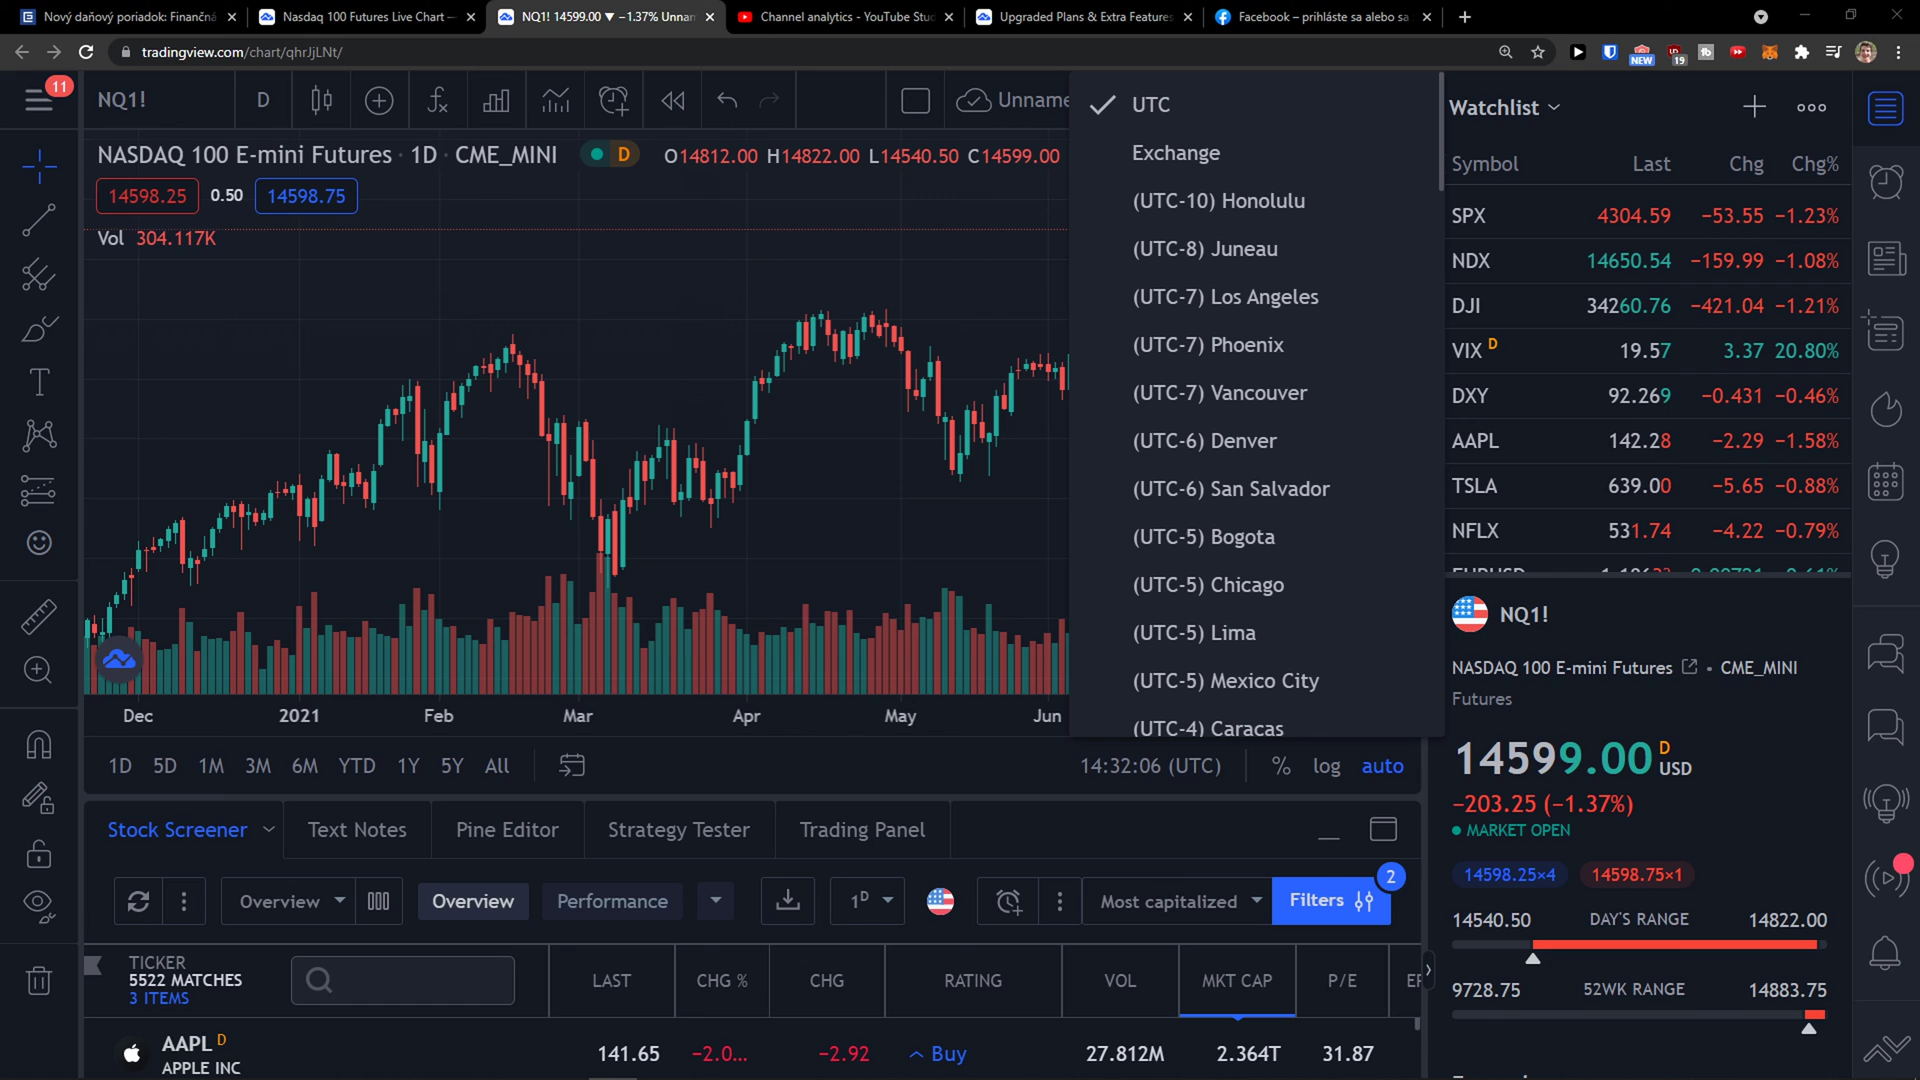 Nový daňový poriadok: Finančná
Nasdaq 100 Futures Live Chart —
NQ1! 14599.00 ▼ −1.37% Unnam
Channel analytics - YouTube Stud
Upgraded Plans & Extra Features
Facebook – prihláste sa alebo sa
tradingview.com/chart/qhrJjLNt/
NEW
19
11
NQ1!
D
Unname
NASDAQ 100 E-mini Futures · 1D · CME_MINI
D
O14812.00 H14822.00 L14540.50 C14599.00
14598.25
0.50
14598.75
Vol 304.117K
Dec
2021
Feb
Mar
Apr
May
Jun
UTC
Exchange
(UTC-10) Honolulu
(UTC-8) Juneau
(UTC-7) Los Angeles
(UTC-7) Phoenix
(UTC-7) Vancouver
(UTC-6) Denver
(UTC-6) San Salvador
(UTC-5) Bogota
(UTC-5) Chicago
(UTC-5) Lima
(UTC-5) Mexico City
(UTC-4) Caracas
Watchlist
Symbol Last Chg Chg%
SPX 4304.59 −53.55 −1.23%
NDX 14650.54 −159.99 −1.08%
DJI 34260.76 −421.04 −1.21%
VIX D 19.57 3.37 20.80%
DXY 92.269 −0.431 −0.46%
AAPL 142.28 −2.29 −1.58%
TSLA 639.00 −5.65 −0.88%
NFLX 531.74 −4.22 −0.79%
NQ1!
NASDAQ 100 E-mini Futures • CME_MINI
Futures
14599.00 D USD
−203.25 (−1.37%)
MARKET OPEN
14598.25×4
14598.75×1
14540.50 DAY'S RANGE 14822.00
9728.75 52WK RANGE 14883.75
1D 5D 1M 3M 6M YTD 1Y 5Y All
14:32:06 (UTC)
% log auto
Stock Screener
Text Notes
Pine Editor
Strategy Tester
Trading Panel
Overview
Overview
Performance
1D
Most capitalized
Filters
2
TICKER
5522 MATCHES
3 ITEMS
LAST CHG % CHG RATING VOL MKT CAP P/E
AAPL D
APPLE INC
141.65 −2.0... −2.92 Buy 27.812M 2.364T 31.87